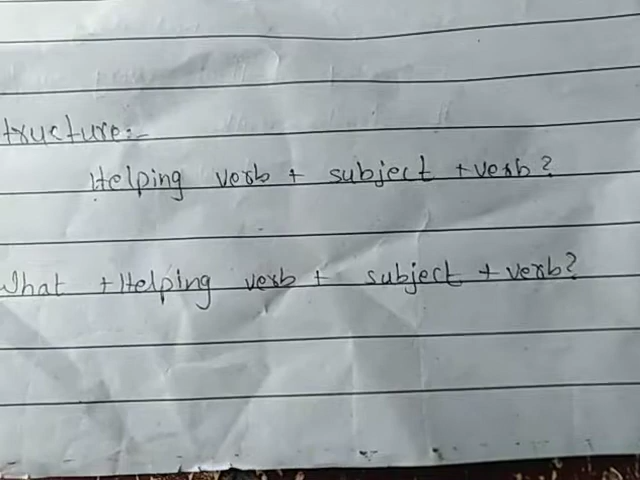 tructure:-
Helping verb + subject + verb?
What + Helping verb + subject + verb?